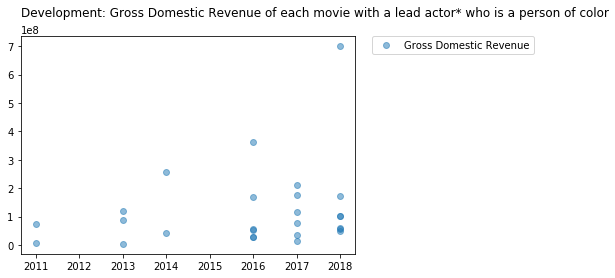 Development: Gross Domestic Revenue of each movie with a lead actor* who is a person of color
1e8
Gross Domestic Revenue
7
6
5
4
3
2
1
0
2011 2012 2013 2014 2015 2016 2017 2018